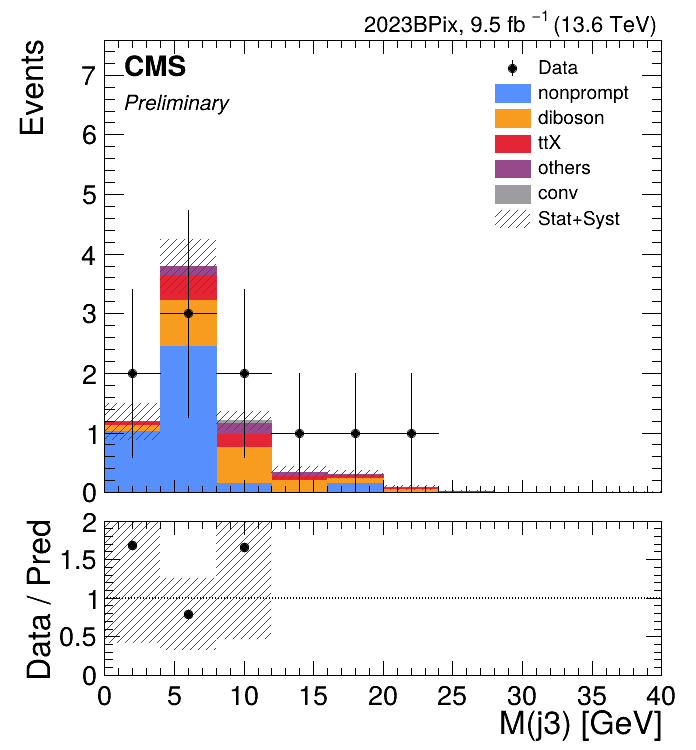 2023BPix, 9.5 fb⁻¹ (13.6 TeV)
CMS
Preliminary
Data
nonprompt
diboson
ttX
others
conv
Stat+Syst
Events
7
6
5
4
3
2
1
0
Data / Pred
2
1.5
1
0.5
0
0 5 10 15 20 25 30 35 40
M(j3) [GeV]